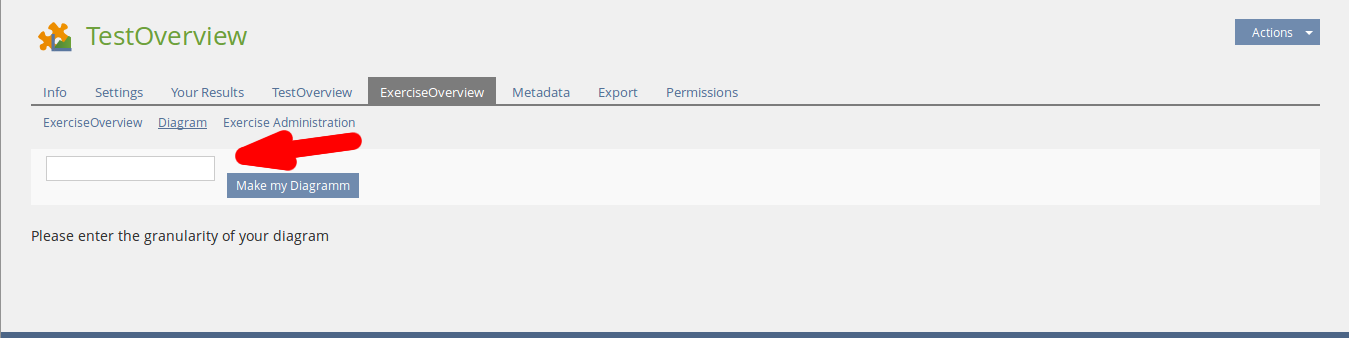 TestOverview
Actions
Info Settings Your Results TestOverview ExerciseOverview Metadata Export Permissions
ExerciseOverview Diagram Exercise Administration
Make my Diagramm
Please enter the granularity of your diagram